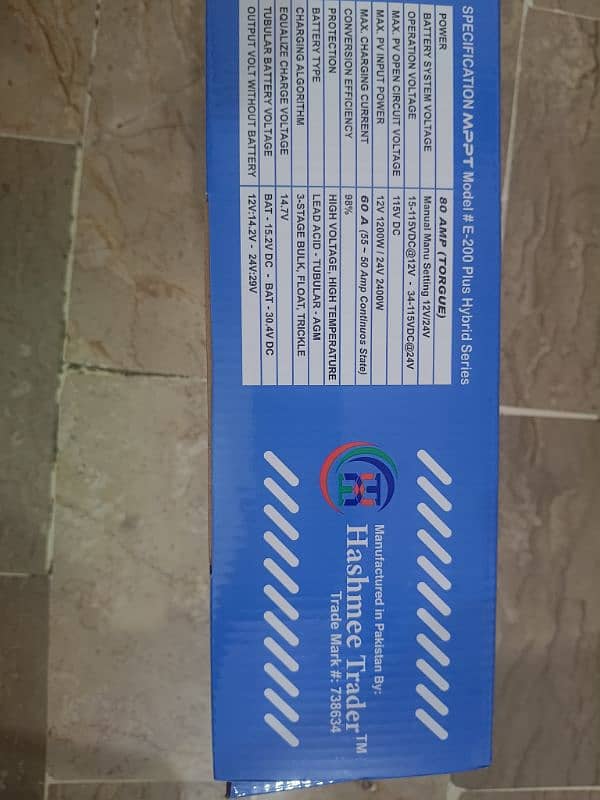 SPECIFICATION MPPT Model # E-200 Plus Hybrid Series
POWER 80 AMP (TORGUE)
BATTERY SYSTEM VOLTAGE Manual Manu Setting 12V/24V
OPERATION VOLTAGE 15-115VDC@12V - 34-115VDC@24V
MAX. PV OPEN CIRCUIT VOLTAGE 115V DC
MAX. PV INPUT POWER 12V 1200W / 24V 2400W
MAX. CHARGING CURRENT 60 A (55 - 50 Amp Continuos State)
CONVERSION EFFICIENCY 98%
PROTECTION HIGH VOLTAGE, HIGH TEMPERATURE
BATTERY TYPE LEAD ACID - TUBULAR - AGM
CHARGING ALGORITHM 3-STAGE BULK, FLOAT, TRICKLE
EQUALIZE CHARGE VOLTAGE 14.7V
TUBULAR BATTERY VOLTAGE BAT - 15.2V DC - BAT - 30.4V DC
OUTPUT VOLT WITHOUT BATTERY 12V:14.2V - 24V:29V
Manufactured in Pakistan By:
Hashmee Trader™
Trade Mark #: 738634